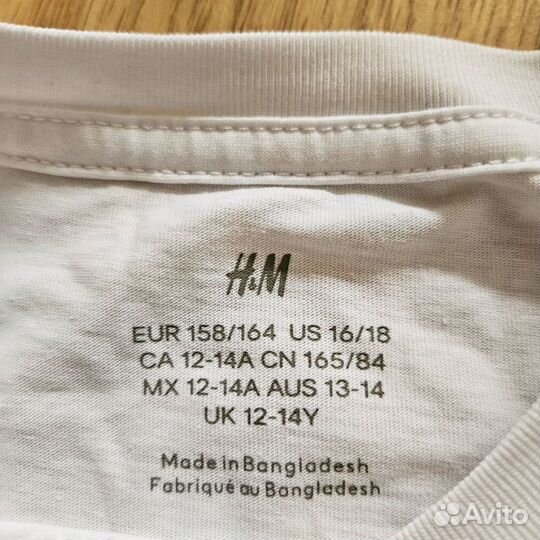 H&M
EUR 158/164 US 16/18
CA 12-14A CN 165/84
MX 12-14A AUS 13-14
UK 12-14Y
Made in Bangladesh
Fabriqué au Bangladesh
Avito